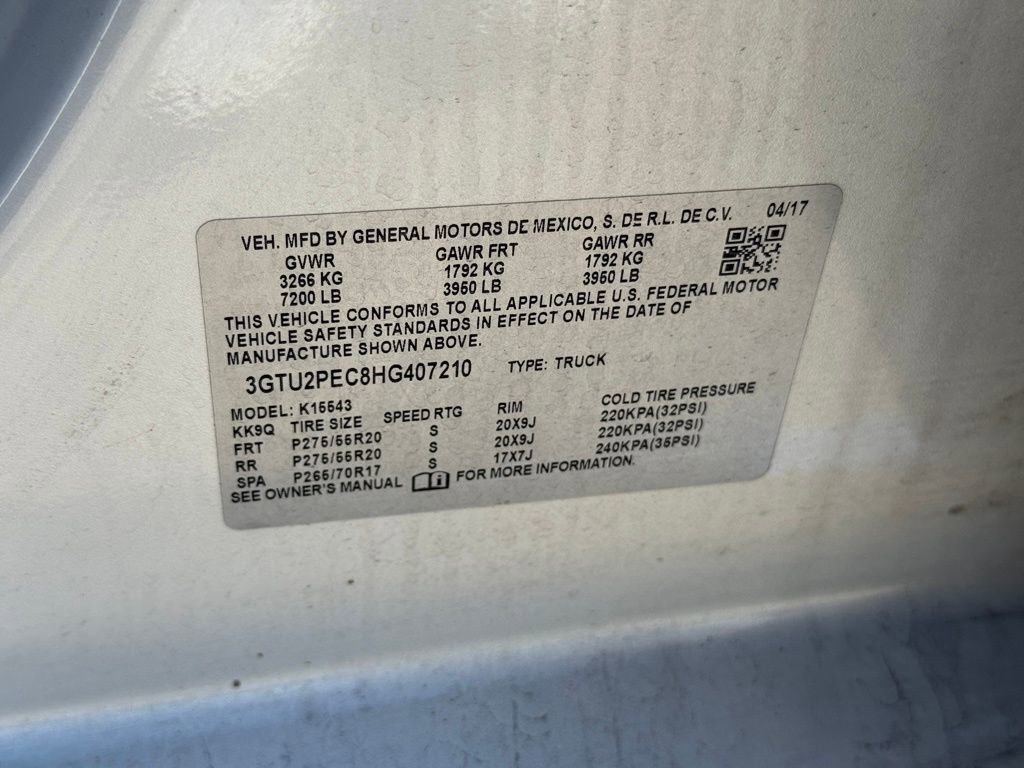 VEH. MFD BY GENERAL MOTORS DE MEXICO, S. DE R.L. DE C.V. 04/17
GVWR GAWR FRT GAWR RR
3266 KG 1792 KG 1792 KG
7200 LB 3950 LB 3950 LB
THIS VEHICLE CONFORMS TO ALL APPLICABLE U.S. FEDERAL MOTOR
VEHICLE SAFETY STANDARDS IN EFFECT ON THE DATE OF
MANUFACTURE SHOWN ABOVE.
3GTU2PEC8HG407210 TYPE: TRUCK
MODEL: K15543
KK9Q TIRE SIZE SPEED RTG RIM COLD TIRE PRESSURE
FRT P275/55R20 S 20X9J 220KPA(32PSI)
RR P275/55R20 S 20X9J 220KPA(32PSI)
SPA P265/70R17 S 17X7J 240KPA(35PSI)
SEE OWNER'S MANUAL FOR MORE INFORMATION.